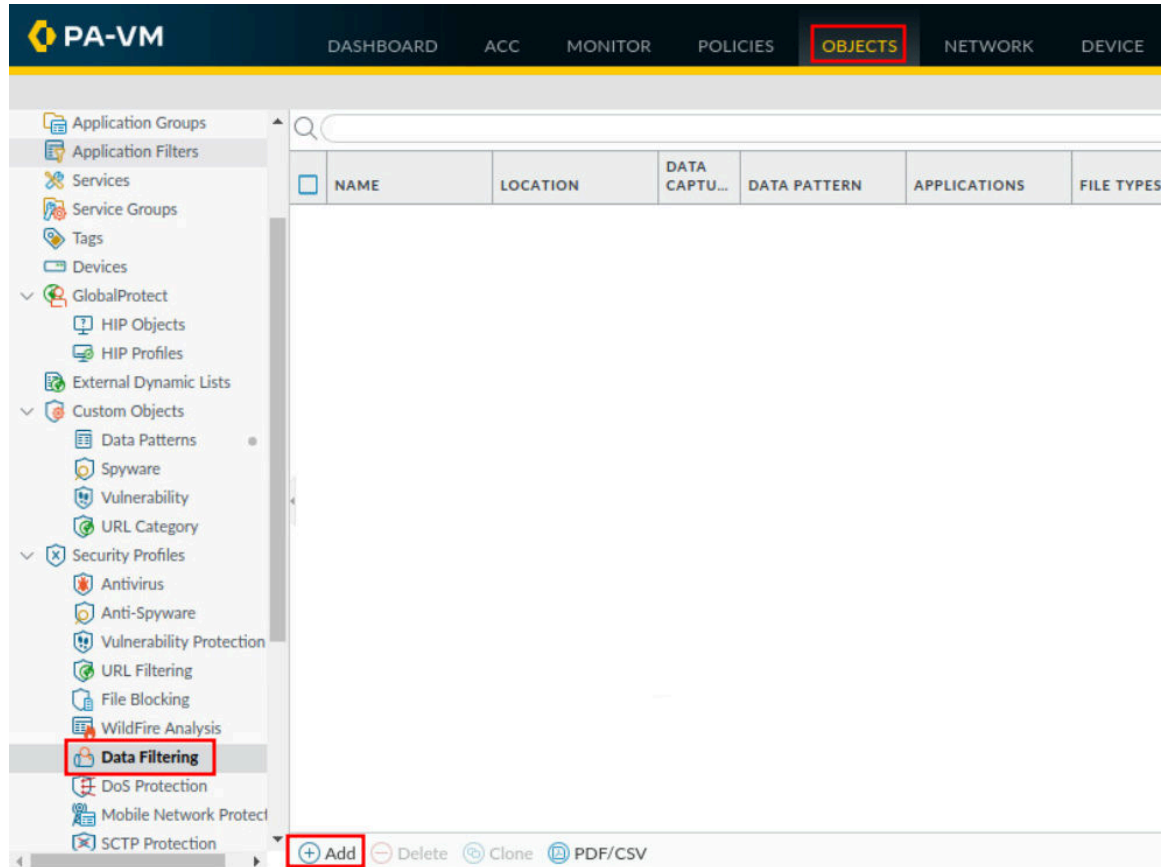 PA-VM
DASHBOARD ACC MONITOR POLICIES OBJECTS NETWORK DEVICE
Application Groups
Application Filters
Services
Service Groups
Tags
Devices
GlobalProtect
HIP Objects
HIP Profiles
External Dynamic Lists
Custom Objects
Data Patterns
Spyware
Vulnerability
URL Category
Security Profiles
Antivirus
Anti-Spyware
Vulnerability Protection
URL Filtering
File Blocking
WildFire Analysis
Data Filtering
DoS Protection
Mobile Network Protect
SCTP Protection
NAME LOCATION DATA CAPTU... DATA PATTERN APPLICATIONS FILE TYPES
Add Delete Clone PDF/CSV